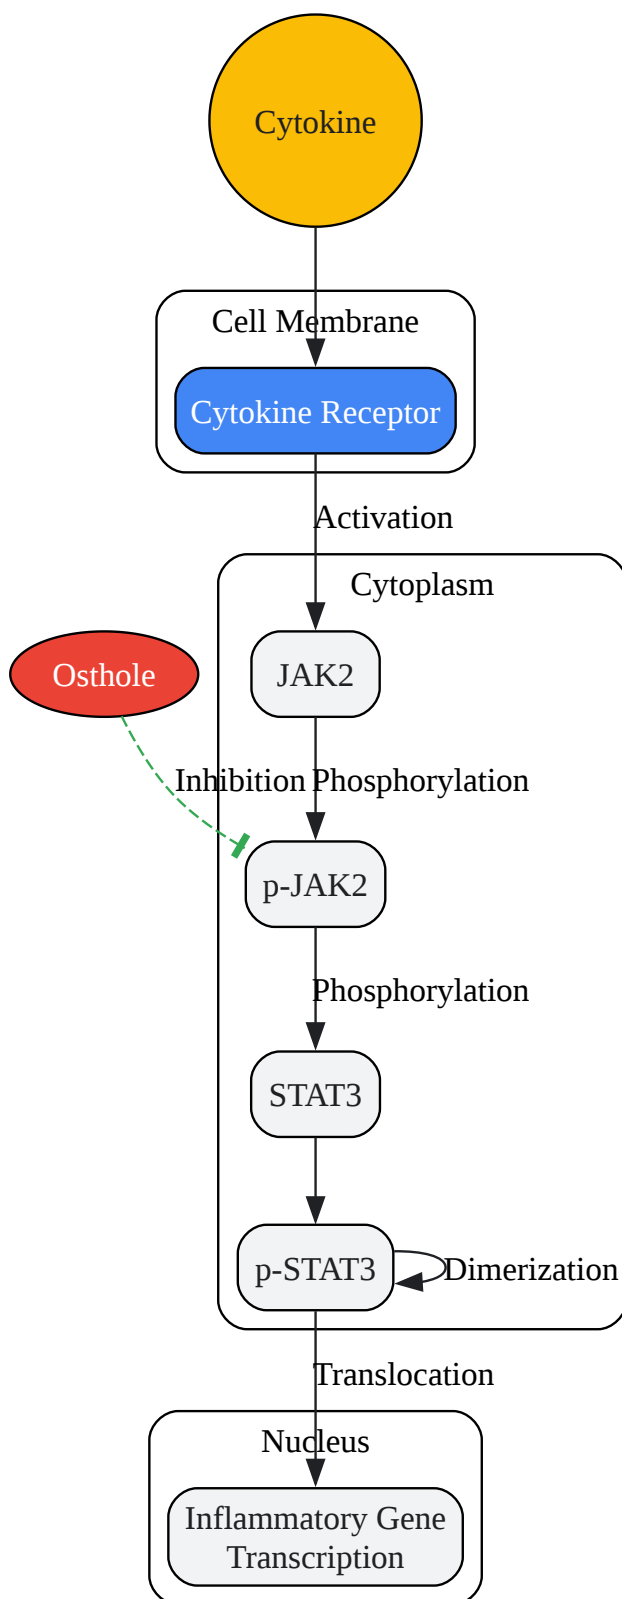 Cytokine
Cell Membrane
Cytokine Receptor
Activation
Cytoplasm
Osthole
JAK2
Inhibition
Phosphorylation
p-JAK2
Phosphorylation
STAT3
p-STAT3
Dimerization
Translocation
Nucleus
Inflammatory Gene
Transcription